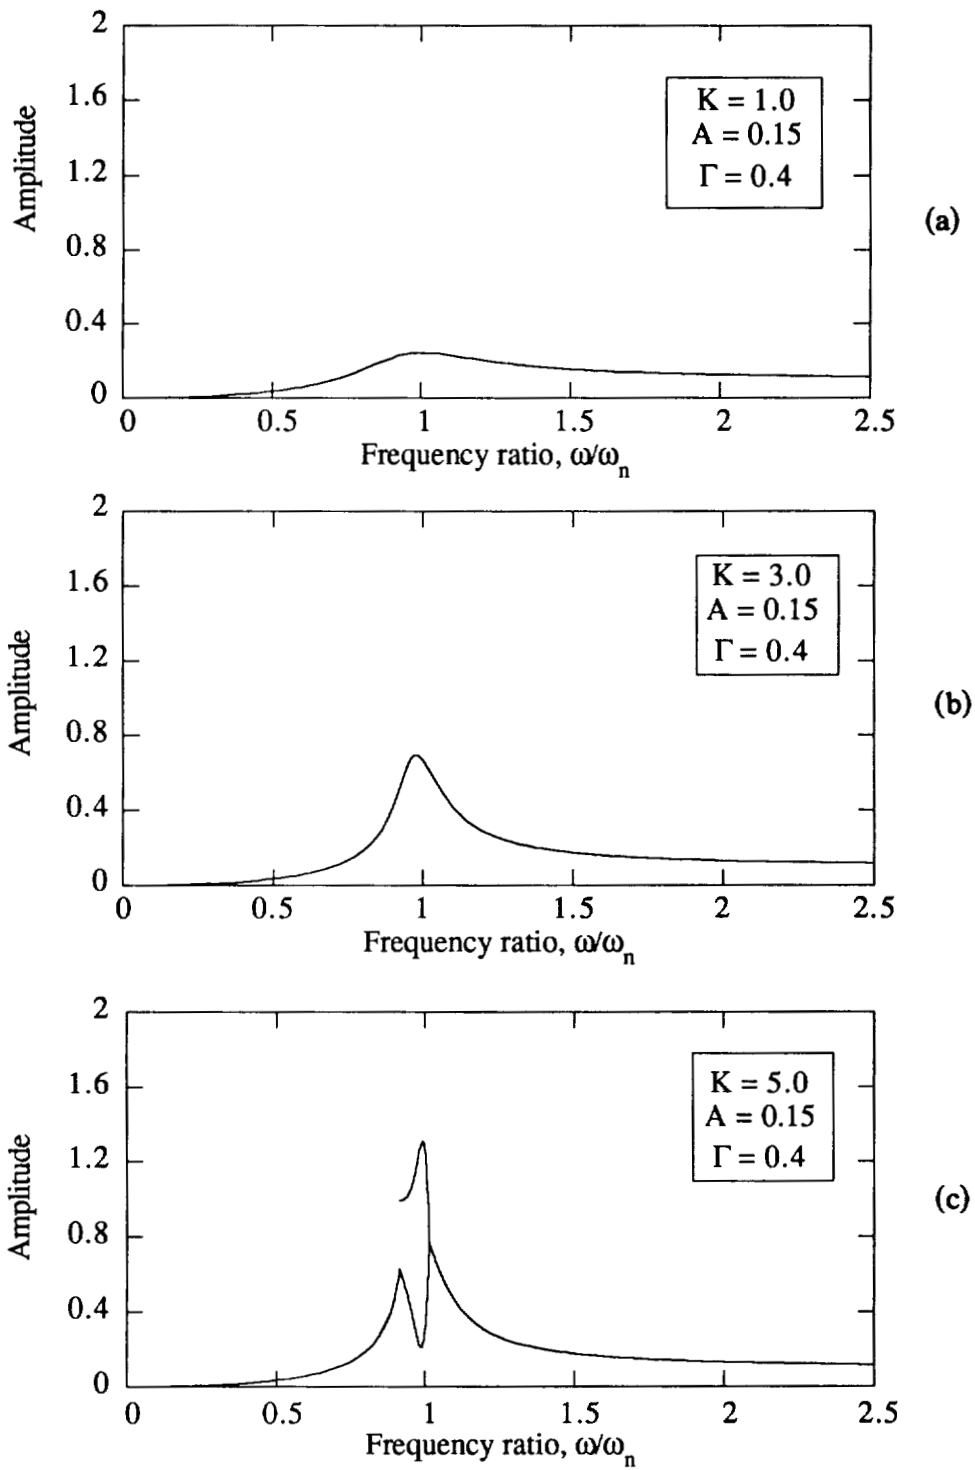 2
1.6
1.2
0.8
0.4
0
Amplitude
K = 1.0
A = 0.15
Γ = 0.4
(a)
0 0.5 1 1.5 2 2.5
Frequency ratio, ω/ωn
2
1.6
1.2
0.8
0.4
0
Amplitude
K = 3.0
A = 0.15
Γ = 0.4
(b)
0 0.5 1 1.5 2 2.5
Frequency ratio, ω/ωn
2
1.6
1.2
0.8
0.4
0
Amplitude
K = 5.0
A = 0.15
Γ = 0.4
(c)
0 0.5 1 1.5 2 2.5
Frequency ratio, ω/ωn